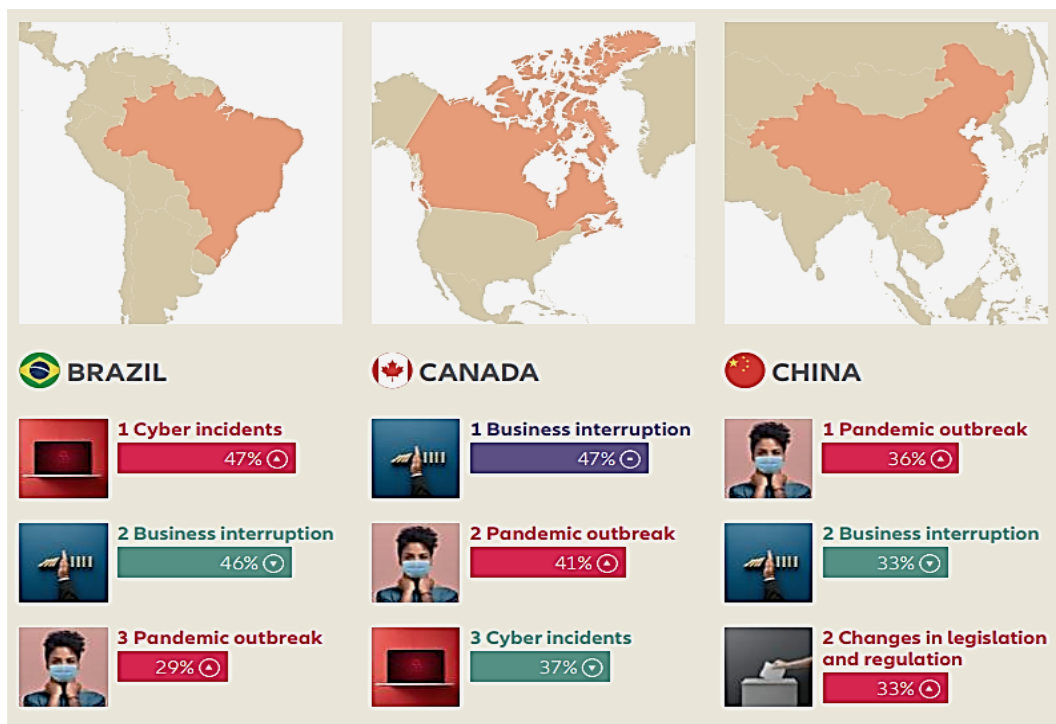 BRAZIL
1 Cyber incidents
47%
2 Business interruption
46%
3 Pandemic outbreak
29%
CANADA
1 Business interruption
47%
2 Pandemic outbreak
41%
3 Cyber incidents
37%
CHINA
1 Pandemic outbreak
36%
2 Business interruption
33%
2 Changes in legislation
and regulation
33%